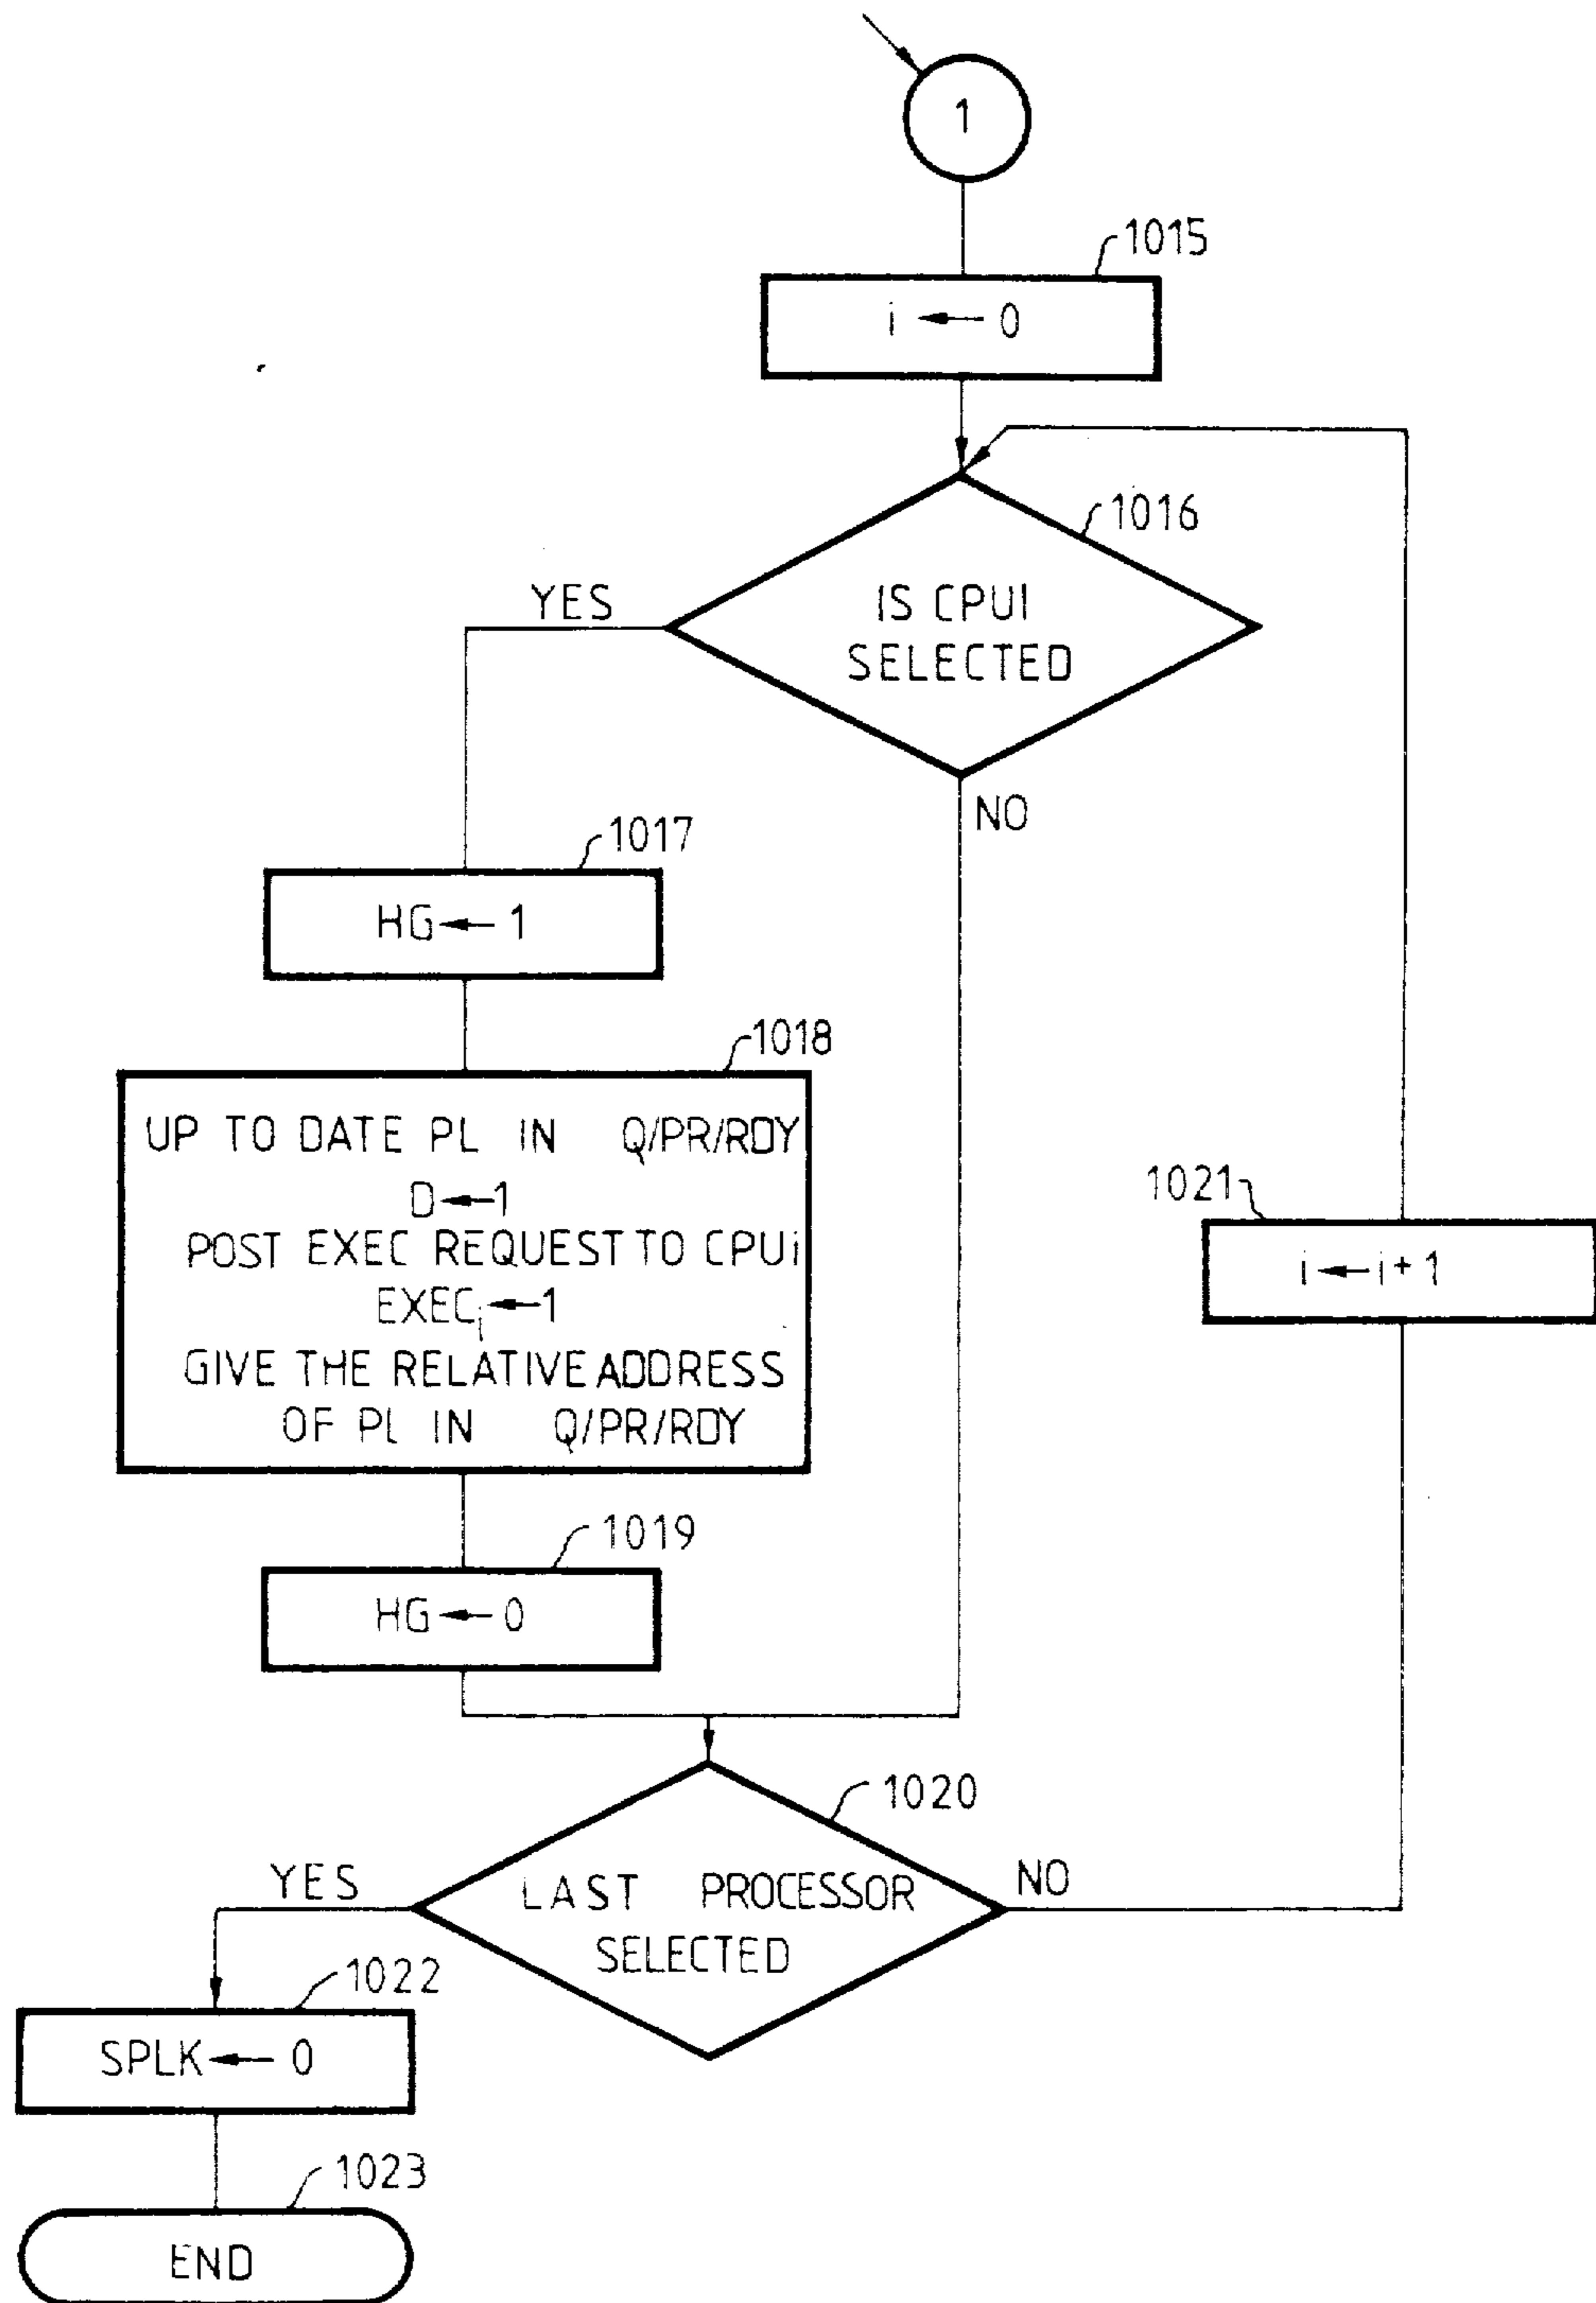 1
1015
i ← 0
1016
YES
IS CPUI
SELECTED
NO
1017
HG ← 1
1018
UP TO DATE PL IN Q/PR/RDY
D ← 1
POST EXEC REQUEST TO CPUi
EXECi ← 1
GIVE THE RELATIVE ADDRESS
OF PL IN Q/PR/RDY
1021
i ← i + 1
1019
HG ← 0
1020
YES
LAST PROCESSOR
SELECTED
NO
1022
SPLK ← 0
1023
END